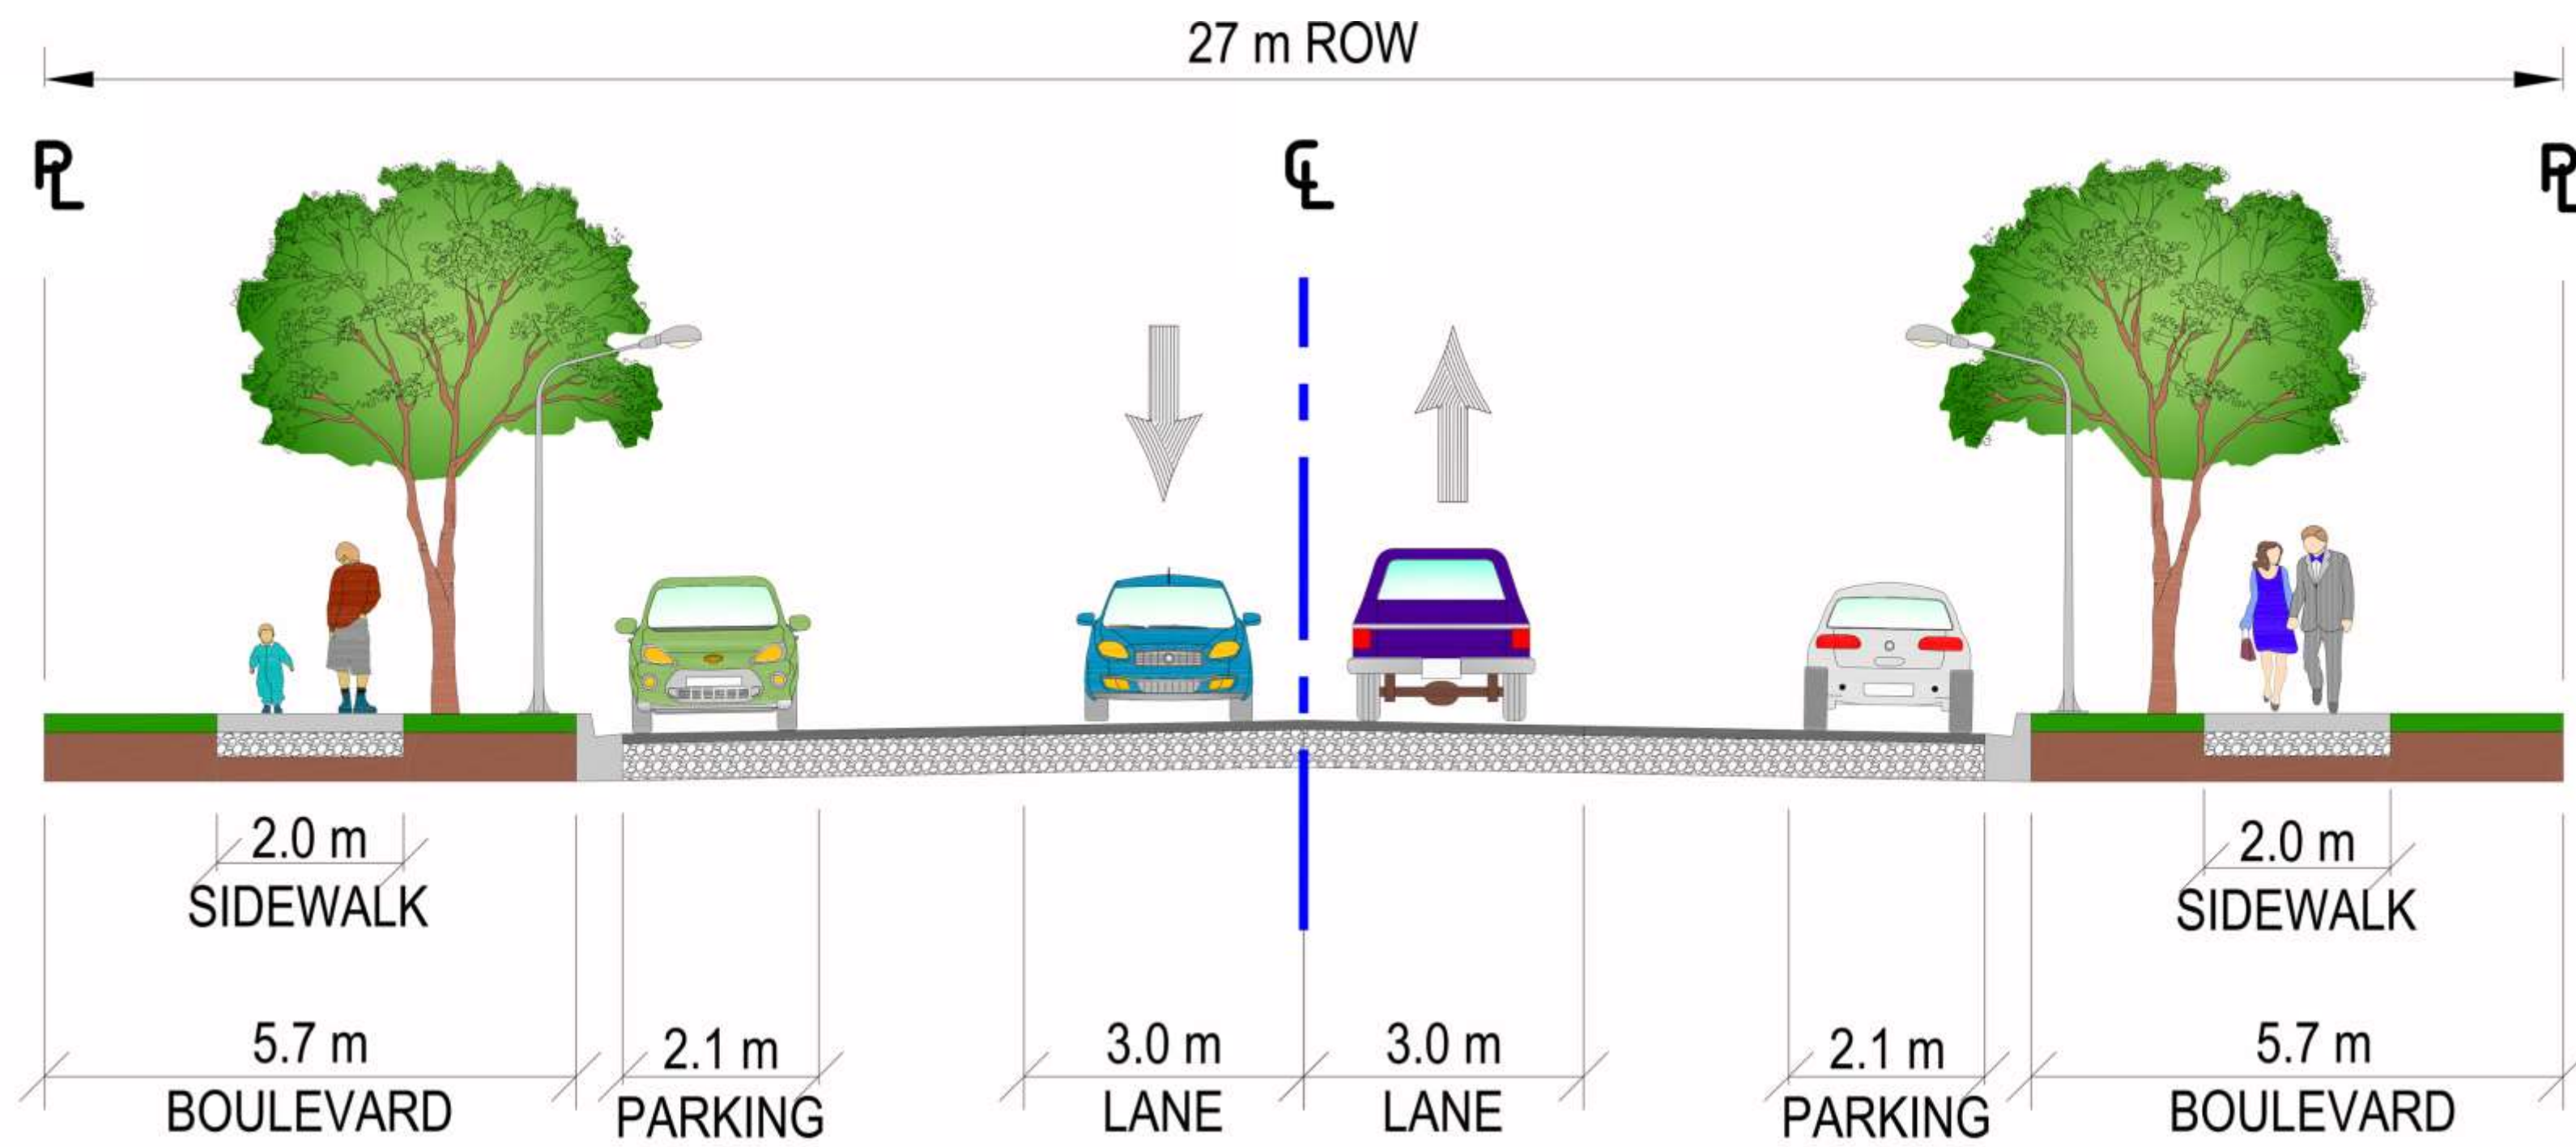 27 m ROW
PL
CL
PL
2.0 m
SIDEWALK
2.0 m
SIDEWALK
5.7 m
BOULEVARD
2.1 m
PARKING
3.0 m
LANE
3.0 m
LANE
2.1 m
PARKING
5.7 m
BOULEVARD